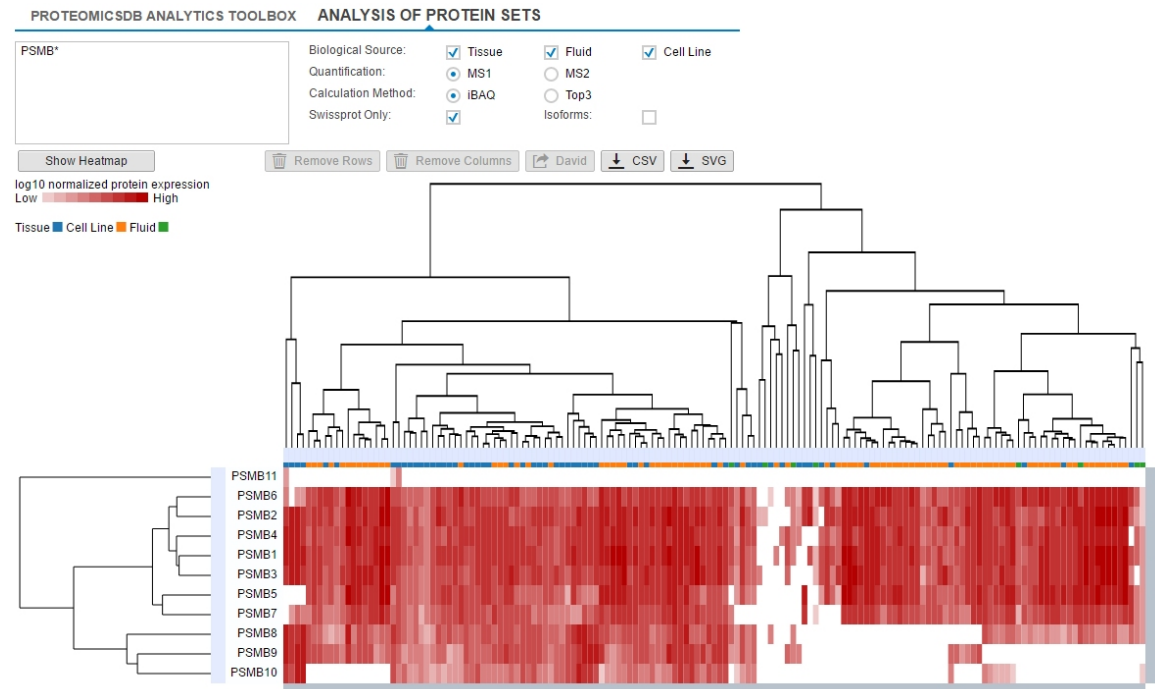 PROTEOMICSDB ANALYTICS TOOLBOX ANALYSIS OF PROTEIN SETS
PSMB*
Biological Source: Tissue Fluid Cell Line
Quantification: MS1 MS2
Calculation Method: iBAQ Top3
Swissprot Only: Isoforms:
Show Heatmap Remove Rows Remove Columns David CSV SVG
log10 normalized protein expression
Low High
Tissue Cell Line Fluid
PSMB11
PSMB6
PSMB2
PSMB4
PSMB1
PSMB3
PSMB5
PSMB7
PSMB8
PSMB9
PSMB10